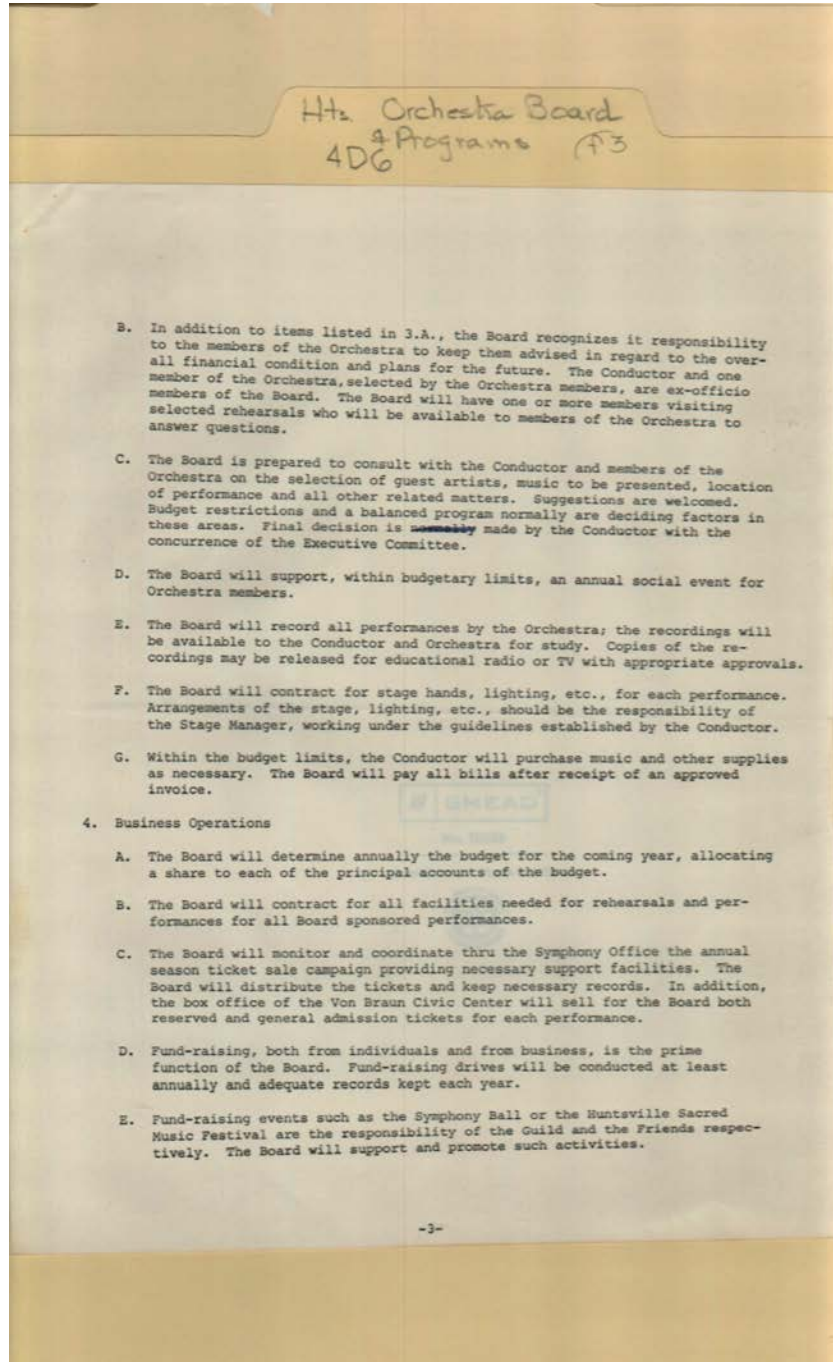 Hts. Orchestra Board
& Programs
4D6 P3
B. In addition to items listed in 3.A., the Board recognizes it responsibility
to the members of the Orchestra to keep them advised in regard to the over-
all financial condition and plans for the future. The Conductor and one
member of the Orchestra,selected by the Orchestra members, are ex-officio
members of the Board. The Board will have one or more members visiting
selected rehearsals who will be available to members of the Orchestra to
answer questions.
C. The Board is prepared to consult with the Conductor and members of the
Orchestra on the selection of guest artists, music to be presented, location
of performance and all other related matters. Suggestions are welcomed.
Budget restrictions and a balanced program normally are deciding factors in
these areas. Final decision is normally made by the Conductor with the
concurrence of the Executive Committee.
D. The Board will support, within budgetary limits, an annual social event for
Orchestra members.
E. The Board will record all performances by the Orchestra; the recordings will
be available to the Conductor and Orchestra for study. Copies of the re-
cordings may be released for educational radio or TV with appropriate approvals.
F. The Board will contract for stage hands, lighting, etc., for each performance.
Arrangements of the stage, lighting, etc., should be the responsibility of
the Stage Manager, working under the guidelines established by the Conductor.
G. Within the budget limits, the Conductor will purchase music and other supplies
as necessary. The Board will pay all bills after receipt of an approved
invoice.
SMEAD
4. Business Operations
A. The Board will determine annually the budget for the coming year, allocating
a share to each of the principal accounts of the budget.
B. The Board will contract for all facilities needed for rehearsals and per-
formances for all Board sponsored performances.
C. The Board will monitor and coordinate thru the Symphony Office the annual
season ticket sale campaign providing necessary support facilities. The
Board will distribute the tickets and keep necessary records. In addition,
the box office of the Von Braun Civic Center will sell for the Board both
reserved and general admission tickets for each performance.
D. Fund-raising, both from individuals and from business, is the prime
function of the Board. Fund-raising drives will be conducted at least
annually and adequate records kept each year.
E. Fund-raising events such as the Symphony Ball or the Huntsville Sacred
Music Festival are the responsibility of the Guild and the Friends respec-
tively. The Board will support and promote such activities.
-3-